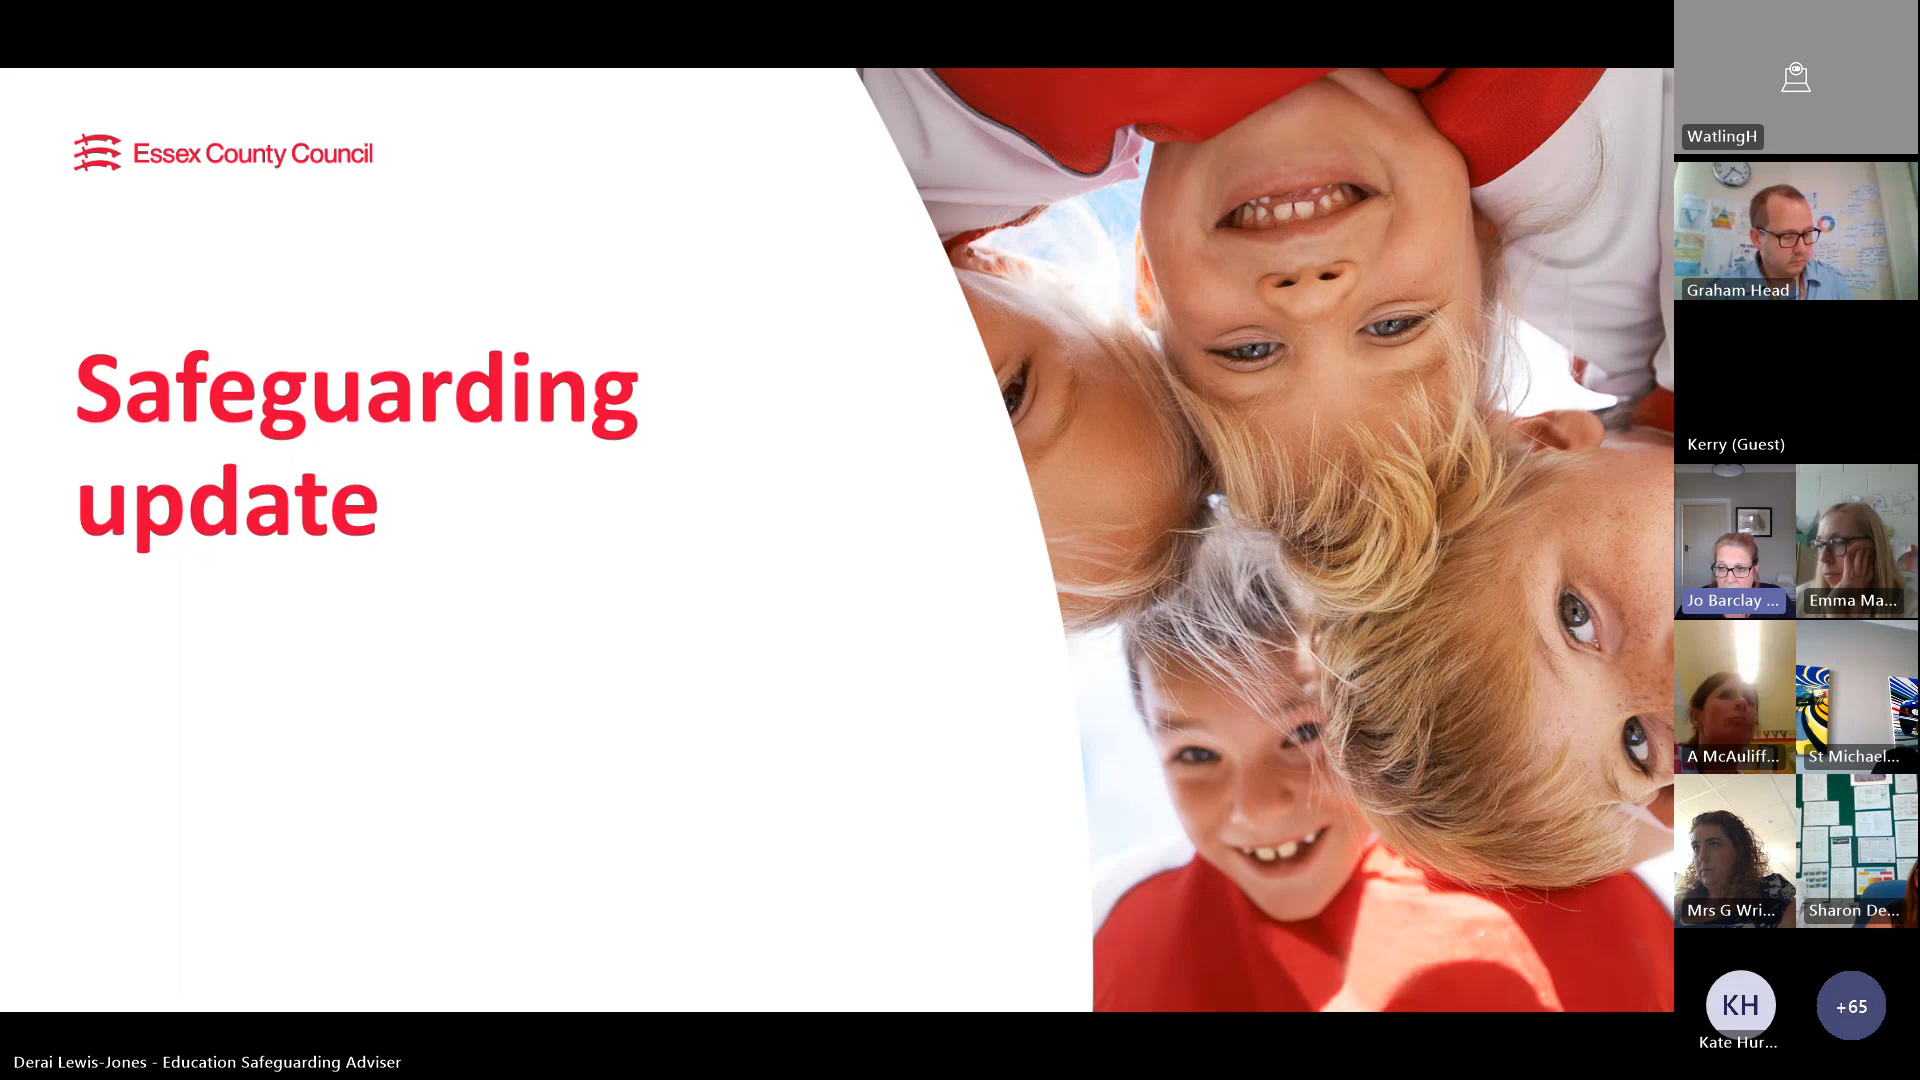 Essex County Council
Safeguarding
update
WatlingH
Graham Head
Kerry (Guest)
Jo Barclay ...
Emma Ma...
A McAuliff...
St Michael...
Mrs G Wri...
Sharon De...
KH
+65
Kate Hur...
Derai Lewis-Jones - Education Safeguarding Adviser